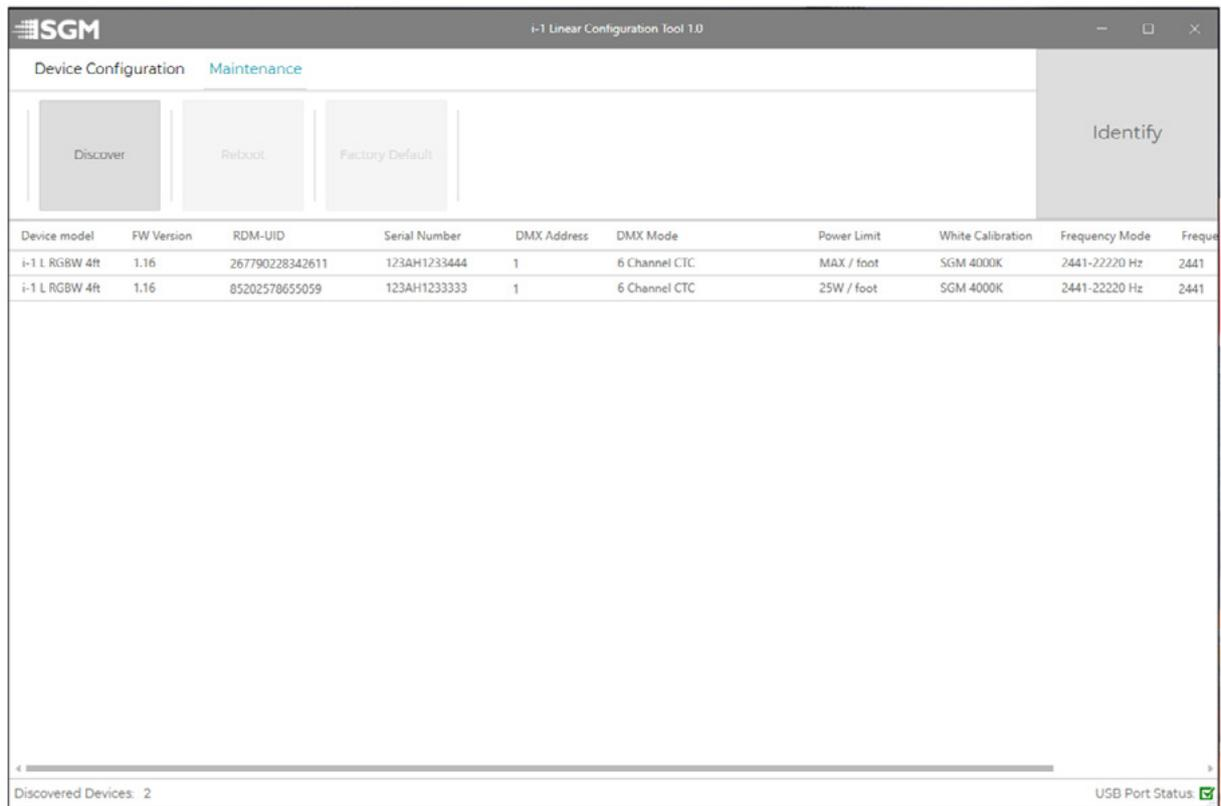 SGM i-1 Linear Configuration Tool 1.0
Device Configuration Maintenance
Identify
Discover Reboot Factory Default
Device model FW Version RDM-UID Serial Number DMX Address DMX Mode Power Limit White Calibration Frequency Mode Freque
i-1 L RGBW 4ft 1.16 267790228342611 123AH1233444 1 6 Channel CTC MAX / foot SGM 4000K 2441-22220 Hz 2441
i-1 L RGBW 4ft 1.16 85202578655059 123AH1233333 1 6 Channel CTC 25W / foot SGM 4000K 2441-22220 Hz 2441
Discovered Devices: 2 USB Port Status: